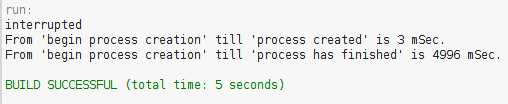 run:
interrupted
From 'begin process creation' till 'process created' is 3 mSec.
From 'begin process creation' till 'process has finished' is 4996 mSec.
BUILD SUCCESSFUL (total time: 5 seconds)